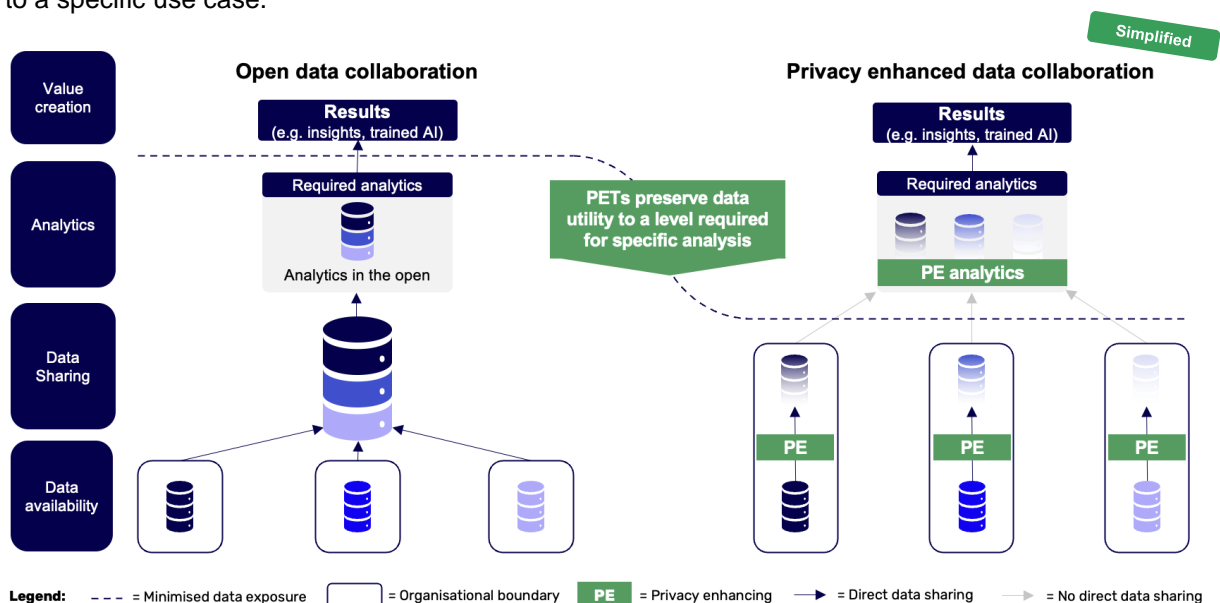 to a specific use case.
Simplified
Value
creation
Analytics
Data
Sharing
Data
availability
Open data collaboration
Results
(e.g. insights, trained AI)
Required analytics
Analytics in the open
PETs preserve data
utility to a level required
for specific analysis
Privacy enhanced data collaboration
Results
(e.g. insights, trained AI)
Required analytics
PE analytics
PE
PE
PE
Legend:
= Minimised data exposure
= Organisational boundary
PE
= Privacy enhancing
= Direct data sharing
= No direct data sharing